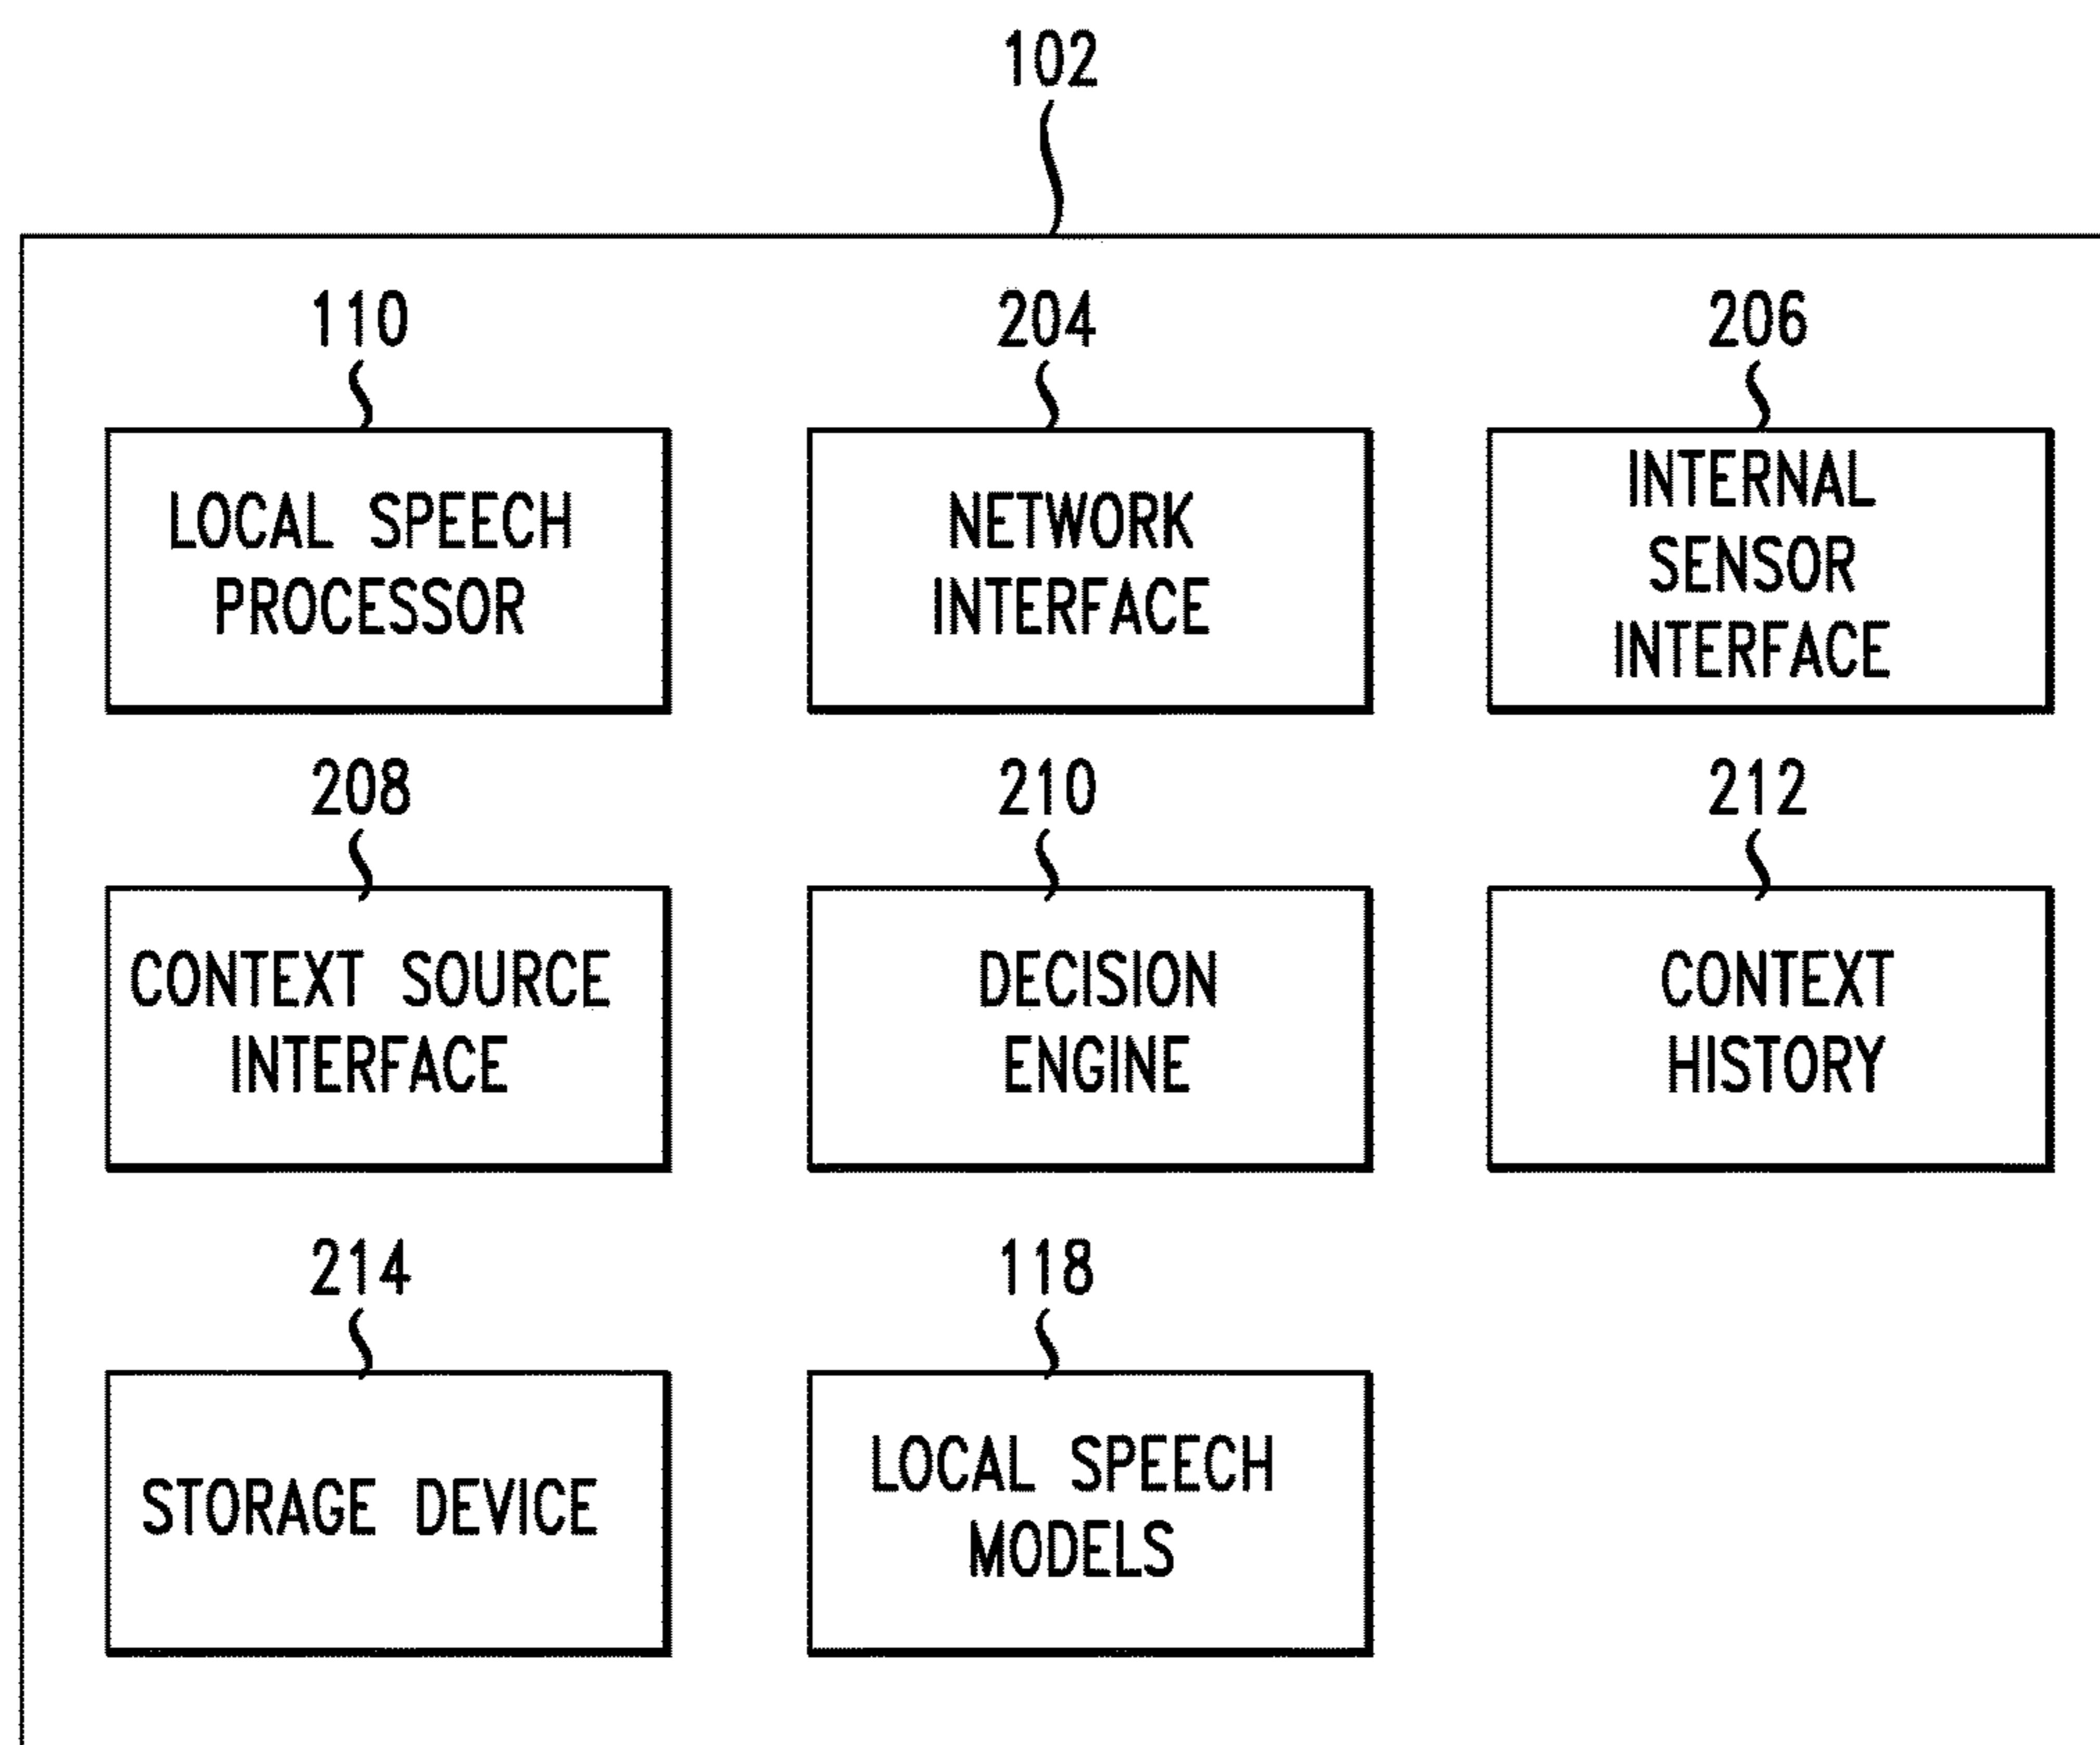 102
110
204
206
LOCAL SPEECH
PROCESSOR
NETWORK
INTERFACE
INTERNAL
SENSOR
INTERFACE
208
210
212
CONTEXT SOURCE
INTERFACE
DECISION
ENGINE
CONTEXT
HISTORY
214
118
STORAGE DEVICE
LOCAL SPEECH
MODELS